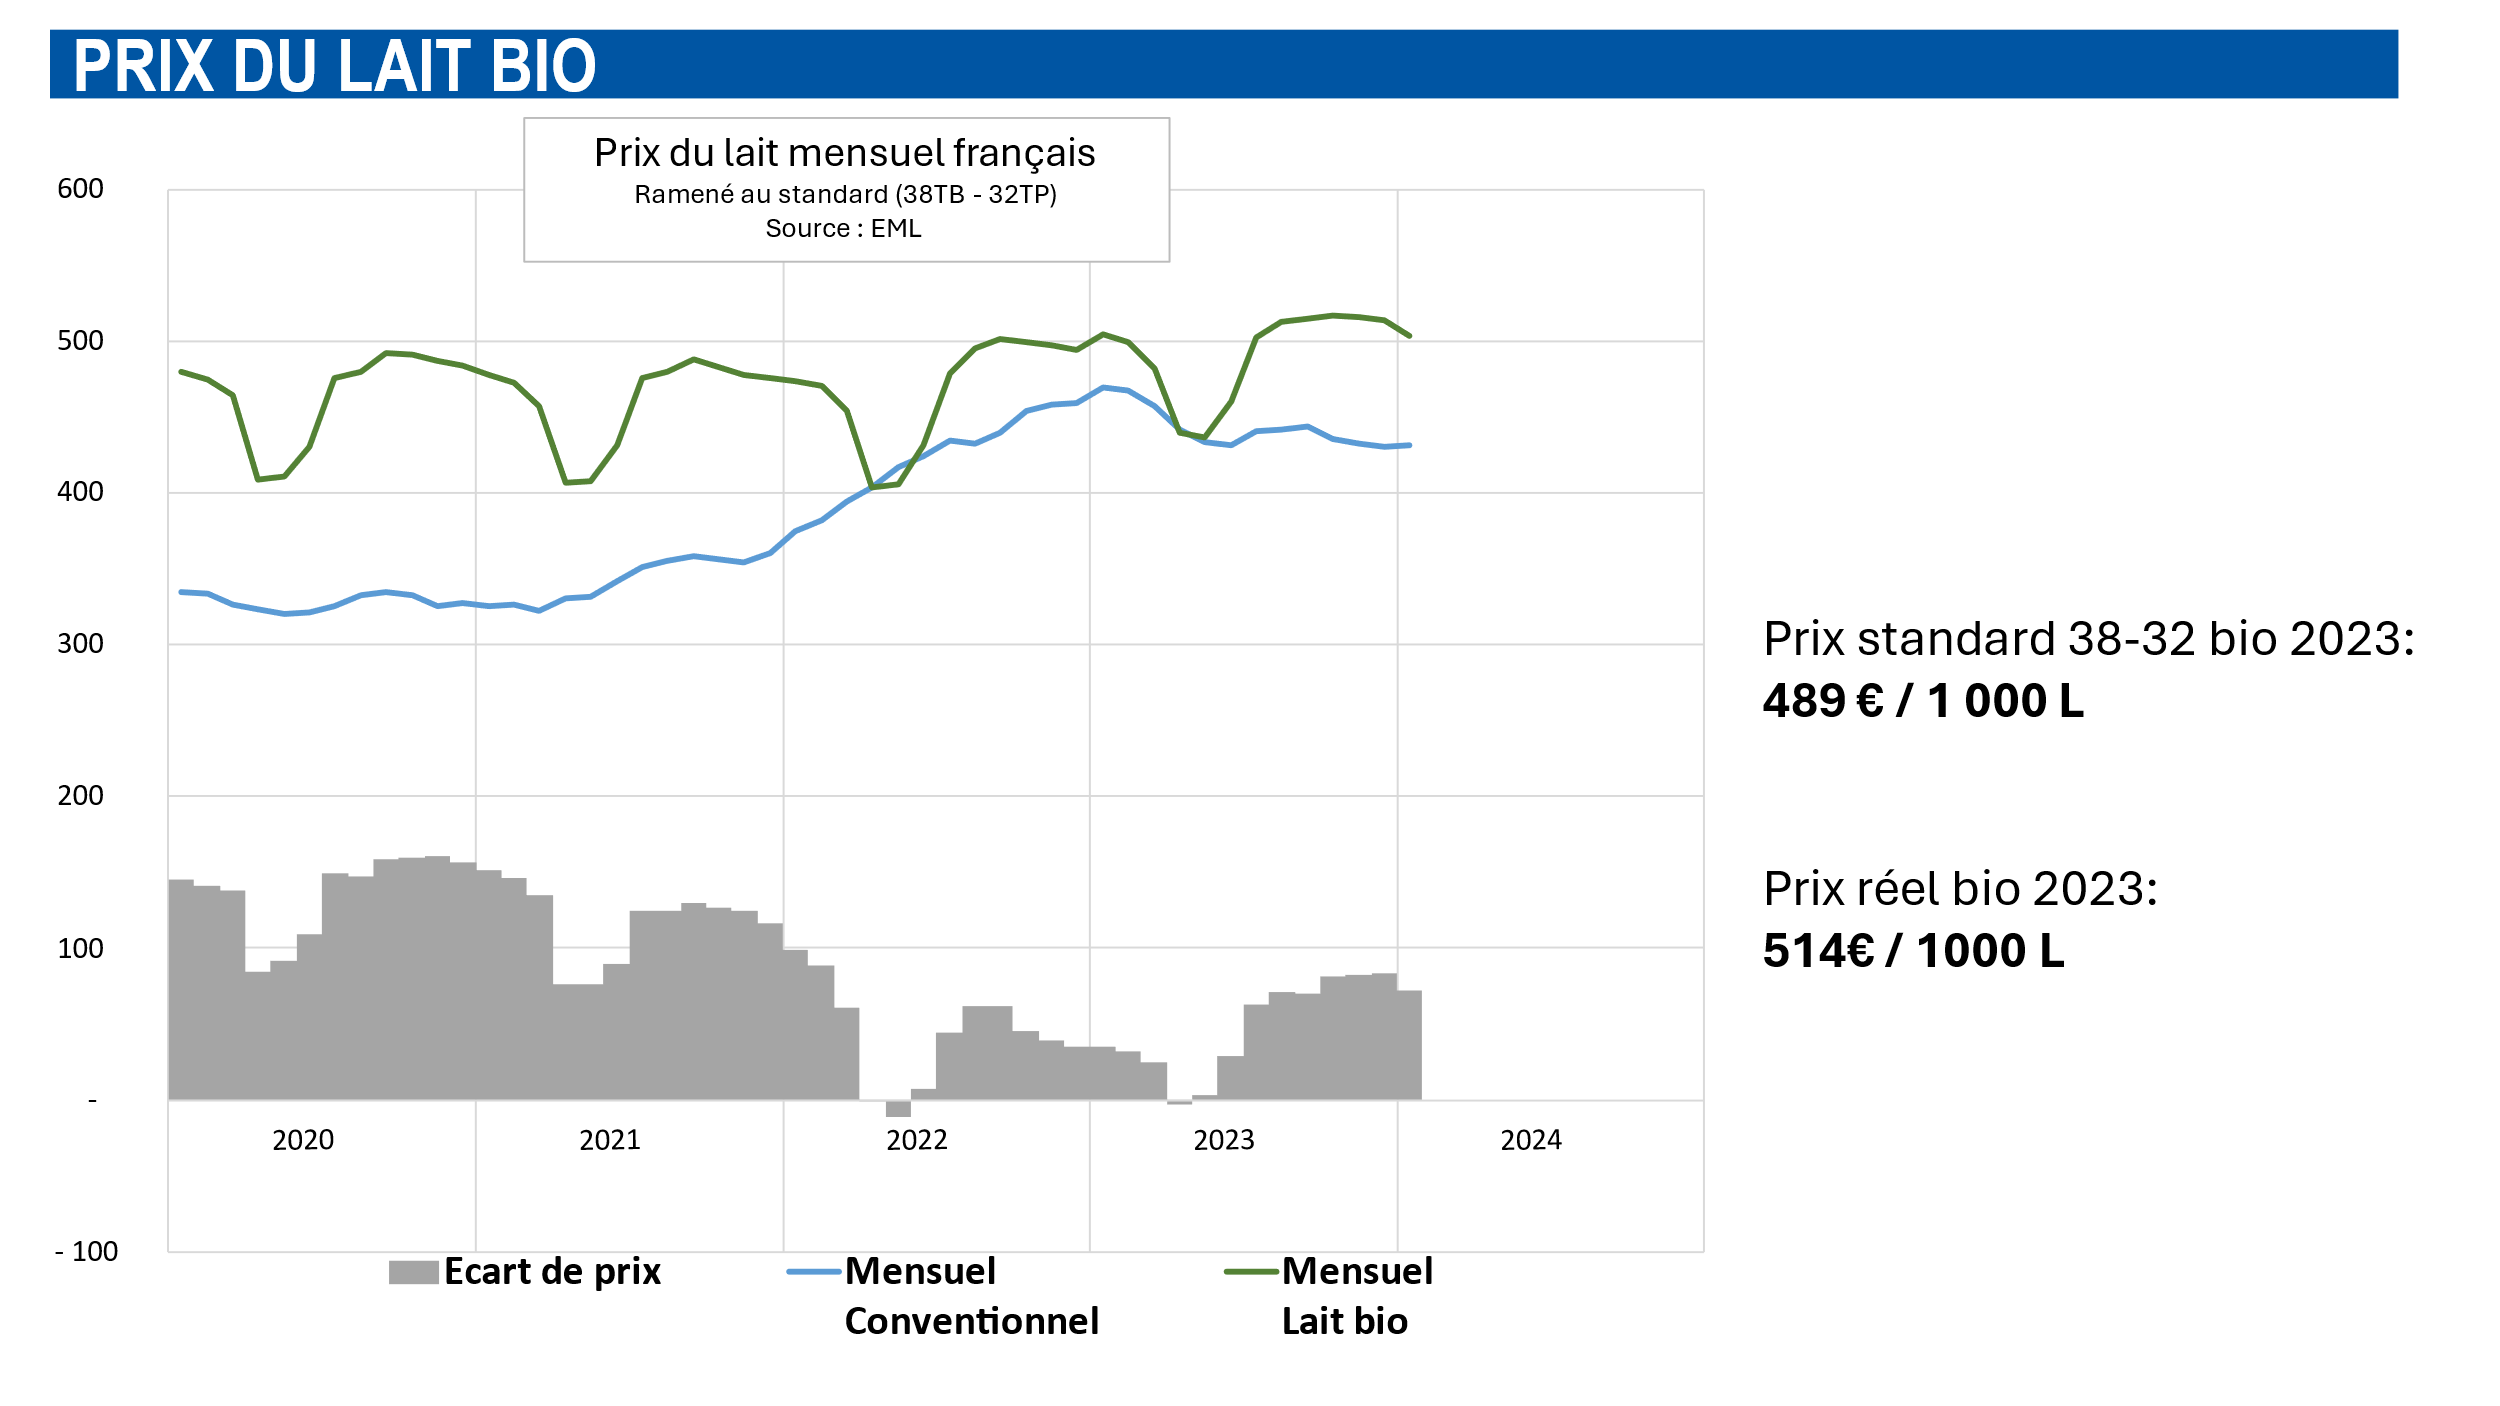 PRIX DU LAIT BIO
Prix du lait mensuel français
Ramené au standard (38TB - 32TP)
Source : EML
600
500
400
300
200
100
-
- 100
2020
2021
2022
2023
2024
Ecart de prix
Mensuel
Conventionnel
Mensuel
Lait bio
Prix standard 38-32 bio 2023:
489 € / 1 000 L
Prix réel bio 2023:
514€ / 1000 L